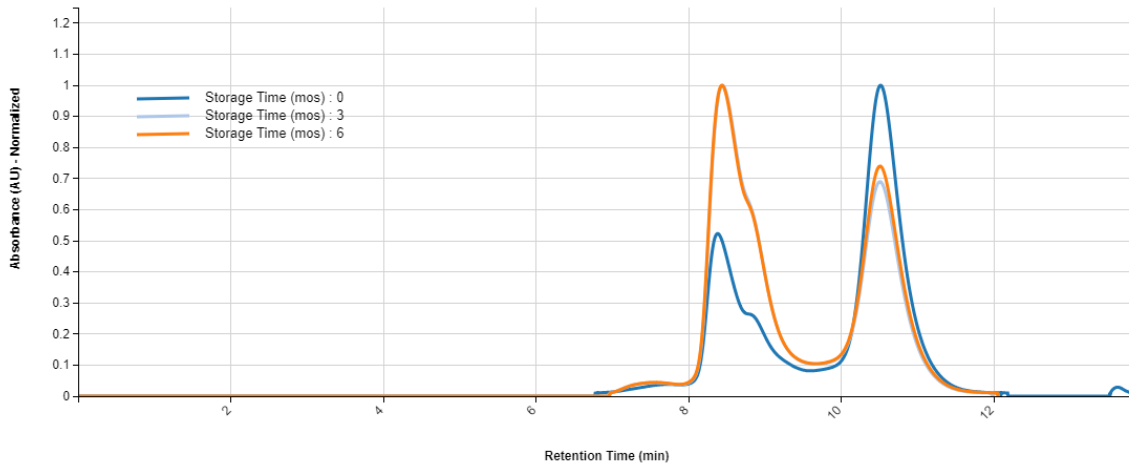 1.2
1.1
1
0.9
0.8
0.7
0.6
0.5
0.4
0.3
0.2
0.1
0
Absorbance (AU) - Normalized
Storage Time (mos) : 0
Storage Time (mos) : 3
Storage Time (mos) : 6
2 4 6 8 10 12
Retention Time (min)